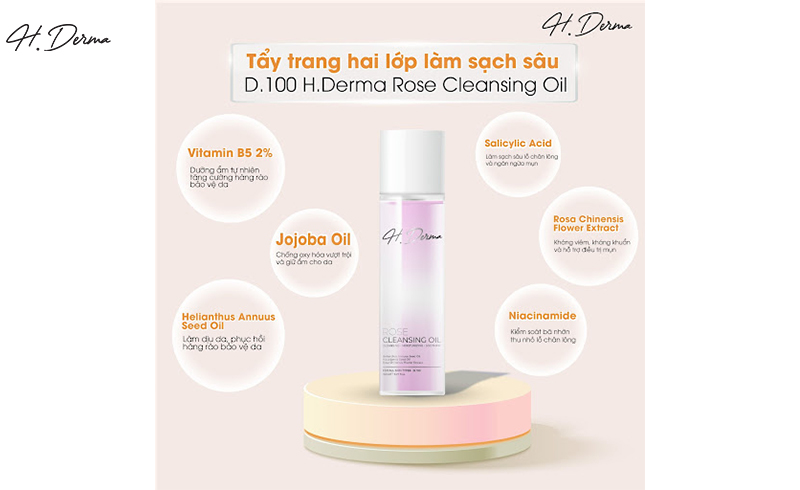 H. Derma
H. Derma
Tẩy trang hai lớp làm sạch sâu
D.100 H.Derma Rose Cleansing Oil
Vitamin B5 2%
Dưỡng ẩm tự nhiên
tăng cường hàng rào
bảo vệ da
Salicylic Acid
Làm sạch sâu lỗ chân lông
và ngăn ngừa mụn
Jojoba Oil
Chống oxy hóa vượt trội
và giữ ẩm cho da
Rosa Chinensis
Flower Extract
Kháng viêm, kháng khuẩn
và hỗ trợ điều trị mụn
Helianthus Annuus
Seed Oil
Làm dịu da, phục hồi
hàng rào bảo vệ da
Niacinamide
Kiểm soát bã nhờn
thu nhỏ lỗ chân lông
H. Derma
ROSE
CLEANSING OIL